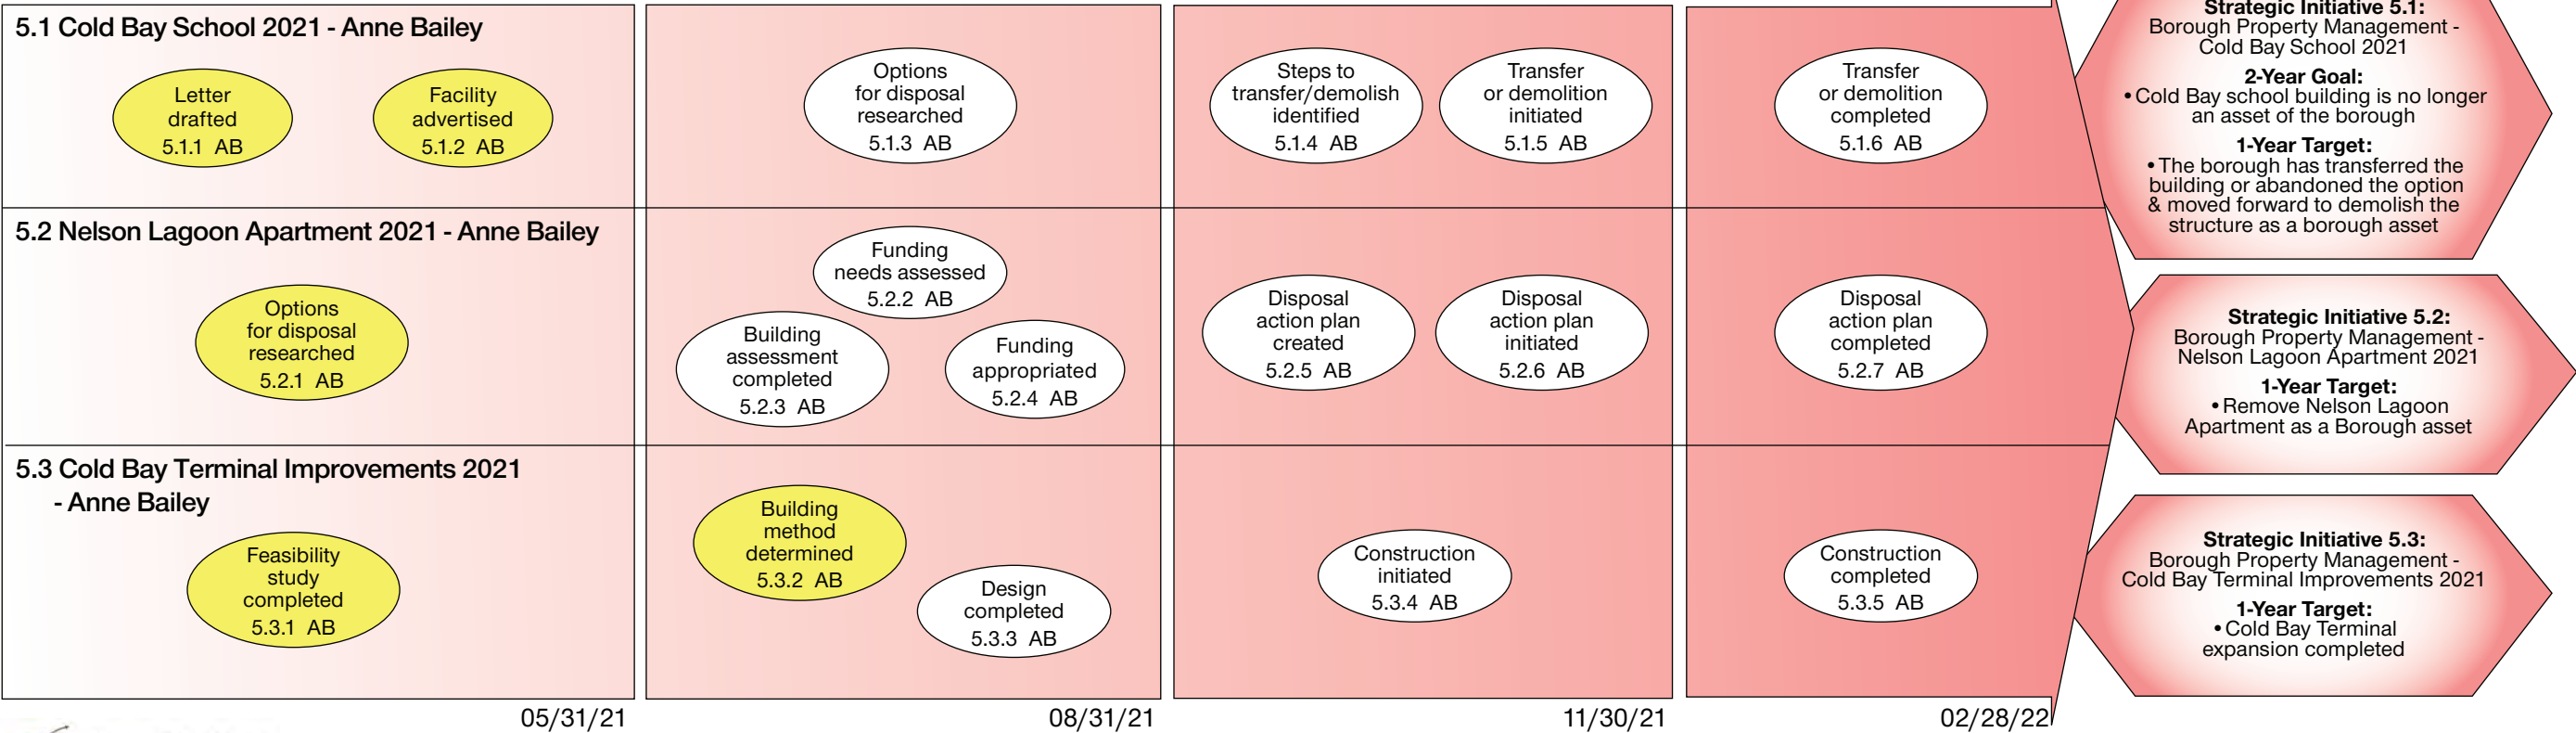 5.1 Cold Bay School 2021 - Anne Bailey
Letter
drafted
5.1.1 AB
Facility
advertised
5.1.2 AB
Options
for disposal
researched
5.1.3 AB
Steps to
transfer/demolish
identified
5.1.4 AB
Transfer
or demolition
initiated
5.1.5 AB
Transfer
or demolition
completed
5.1.6 AB
Strategic Initiative 5.1:
Borough Property Management -
Cold Bay School 2021
2-Year Goal:
• Cold Bay school building is no longer
an asset of the borough
1-Year Target:
• The borough has transferred the
building or abandoned the option
& moved forward to demolish the
structure as a borough asset
5.2 Nelson Lagoon Apartment 2021 - Anne Bailey
Options
for disposal
researched
5.2.1 AB
Funding
needs assessed
5.2.2 AB
Building
assessment
completed
5.2.3 AB
Funding
appropriated
5.2.4 AB
Disposal
action plan
created
5.2.5 AB
Disposal
action plan
initiated
5.2.6 AB
Disposal
action plan
completed
5.2.7 AB
Strategic Initiative 5.2:
Borough Property Management -
Nelson Lagoon Apartment 2021
1-Year Target:
• Remove Nelson Lagoon
Apartment as a Borough asset
5.3 Cold Bay Terminal Improvements 2021
- Anne Bailey
Feasibility
study
completed
5.3.1 AB
Building
method
determined
5.3.2 AB
Design
completed
5.3.3 AB
Construction
initiated
5.3.4 AB
Construction
completed
5.3.5 AB
Strategic Initiative 5.3:
Borough Property Management -
Cold Bay Terminal Improvements 2021
1-Year Target:
• Cold Bay Terminal
expansion completed
05/31/21
08/31/21
11/30/21
02/28/22